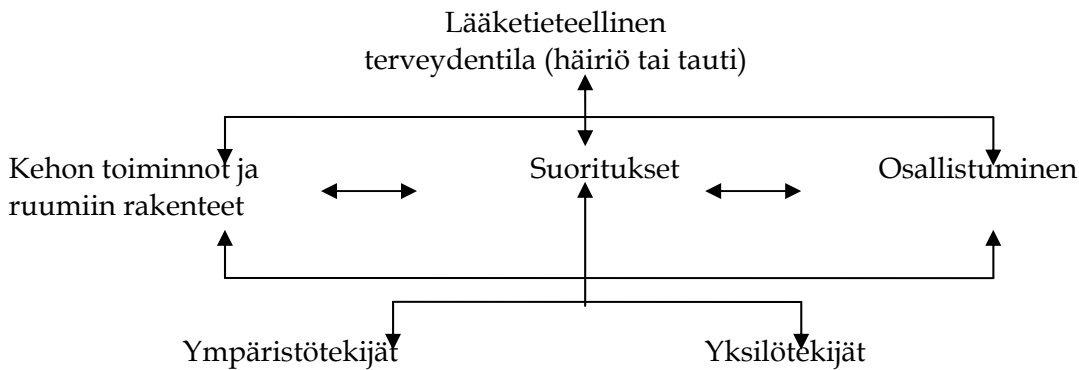 Lääketieteellinen
terveydentila (häiriö tai tauti)
Kehon toiminnot ja
ruumiin rakenteet
Suoritukset
Osallistuminen
Ympäristötekijät
Yksilötekijät